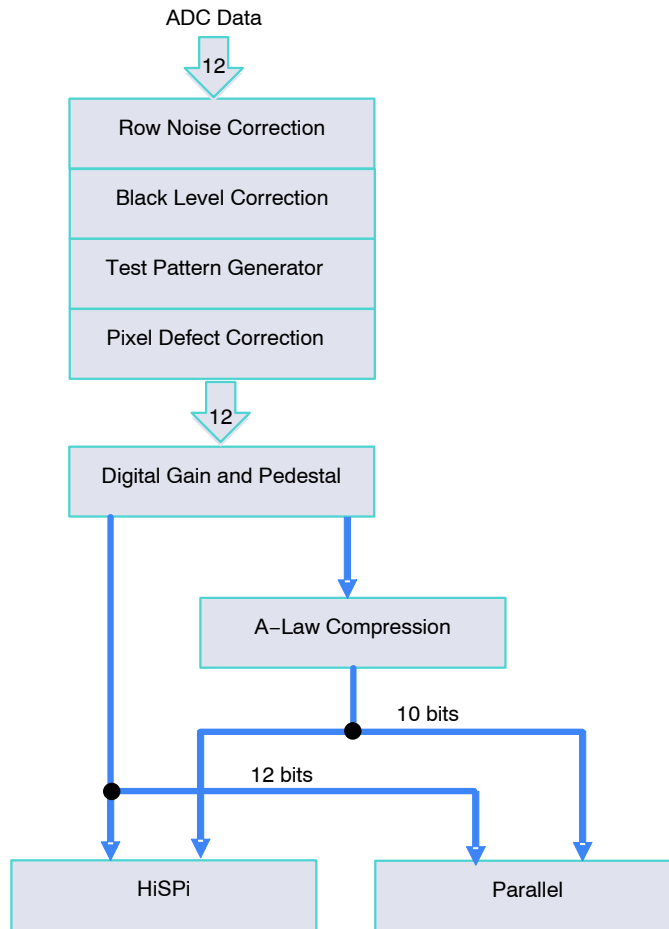 ADC Data
12
Row Noise Correction
Black Level Correction
Test Pattern Generator
Pixel Defect Correction
12
Digital Gain and Pedestal
A−Law Compression
10 bits
12 bits
HiSPi
Parallel